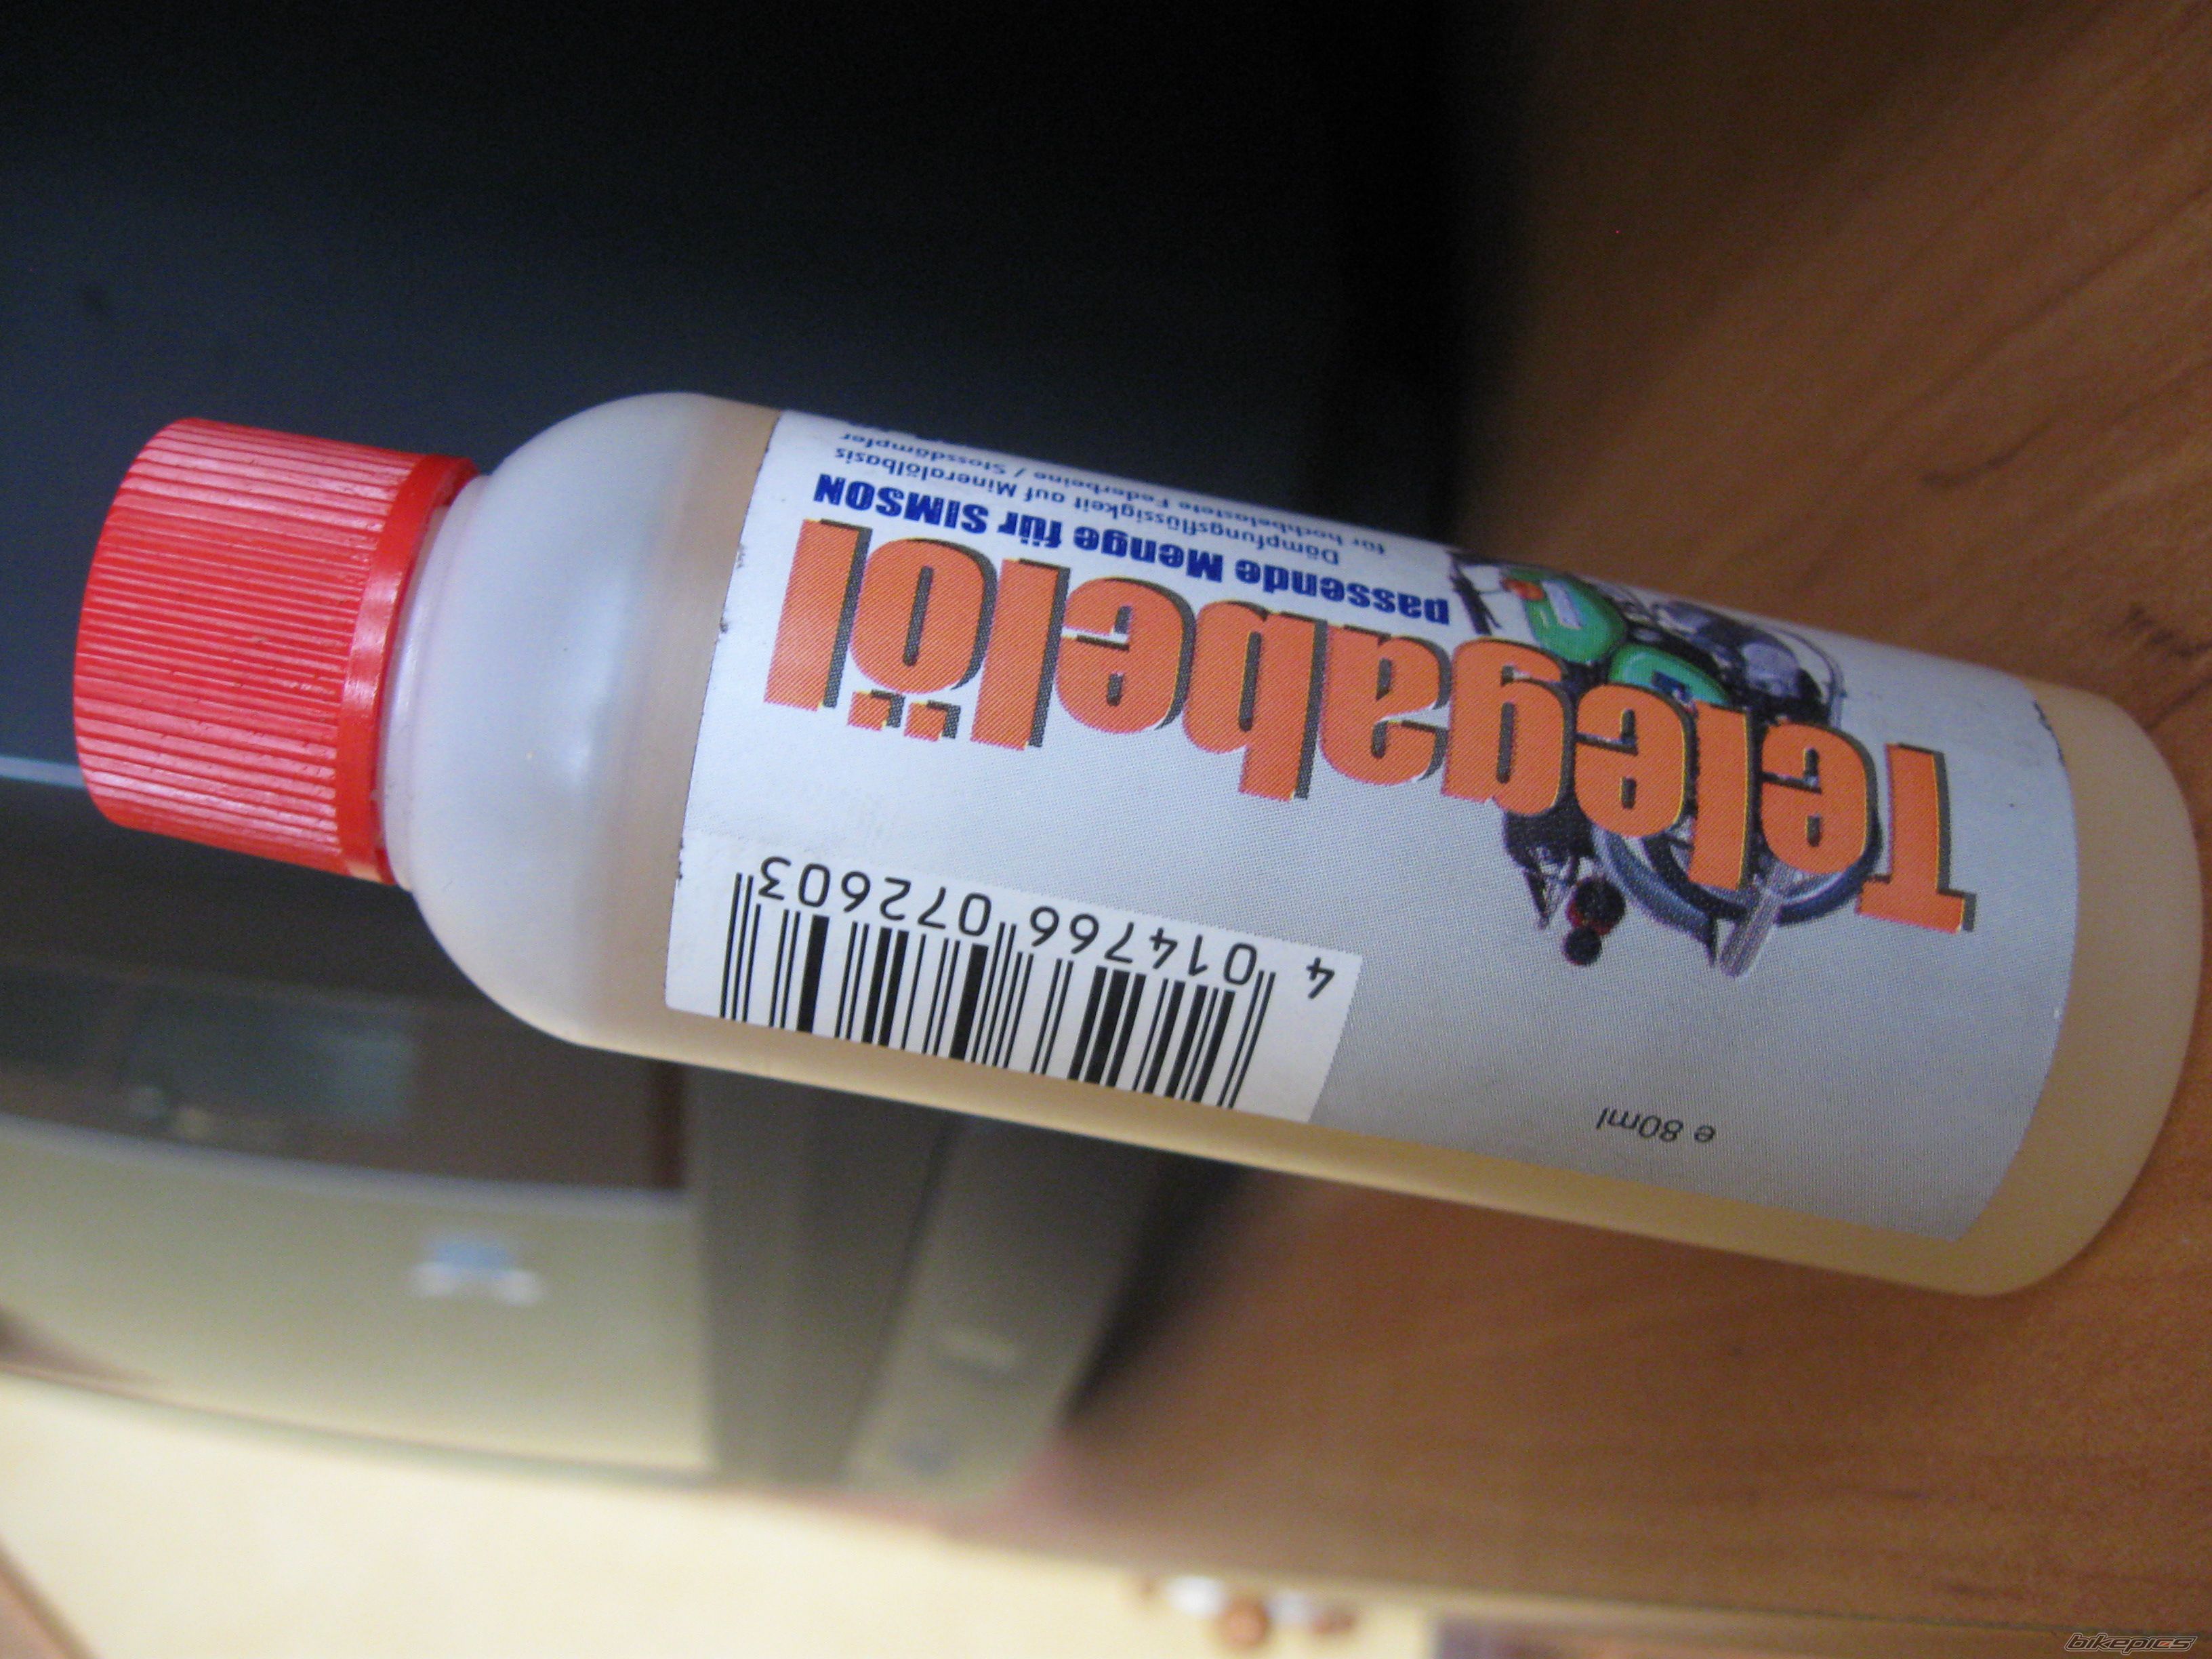 Telegabelöl
passende Menge für SIMSON
Dämpfungsflüssigkeit auf Mineralölbasis
für hochbelastete Federbeine / Stossdämpfer
4 014766 072603
e 80ml
bikepics